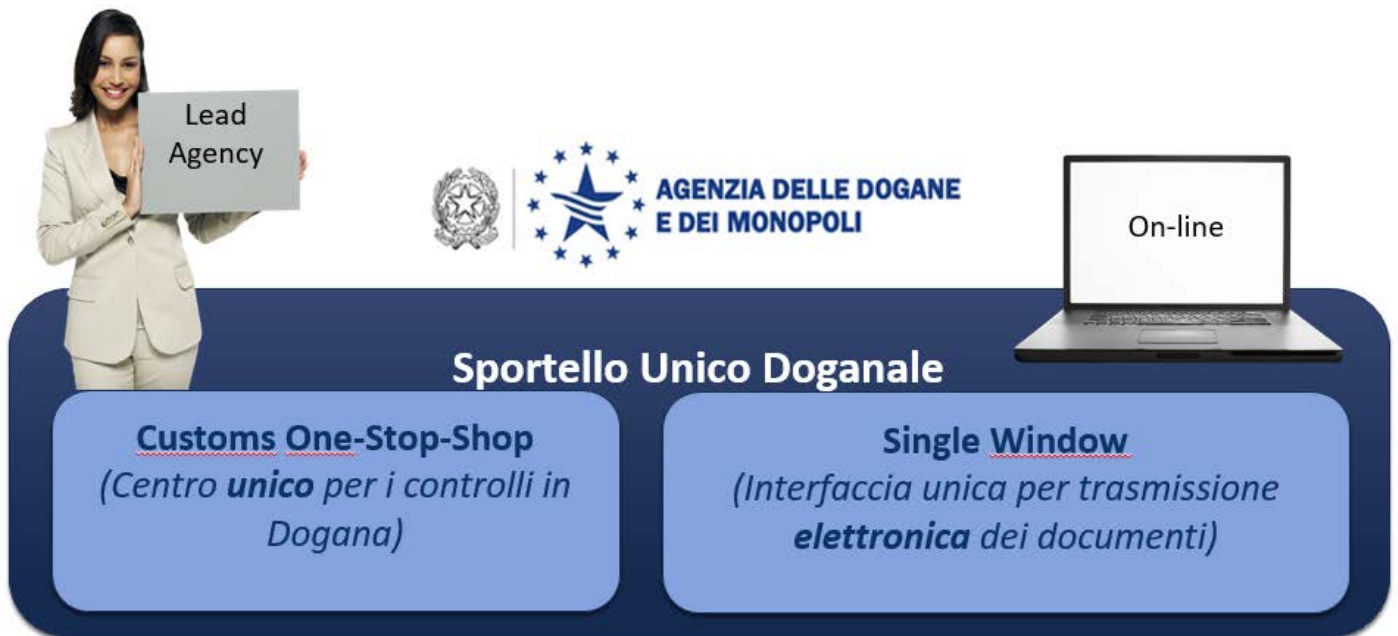 Lead
Agency
AGENZIA DELLE DOGANE
E DEI MONOPOLI
On-line
Sportello Unico Doganale
Customs One-Stop-Shop
(Centro unico per i controlli in
Dogana)
Single Window
(Interfaccia unica per trasmissione
elettronica dei documenti)